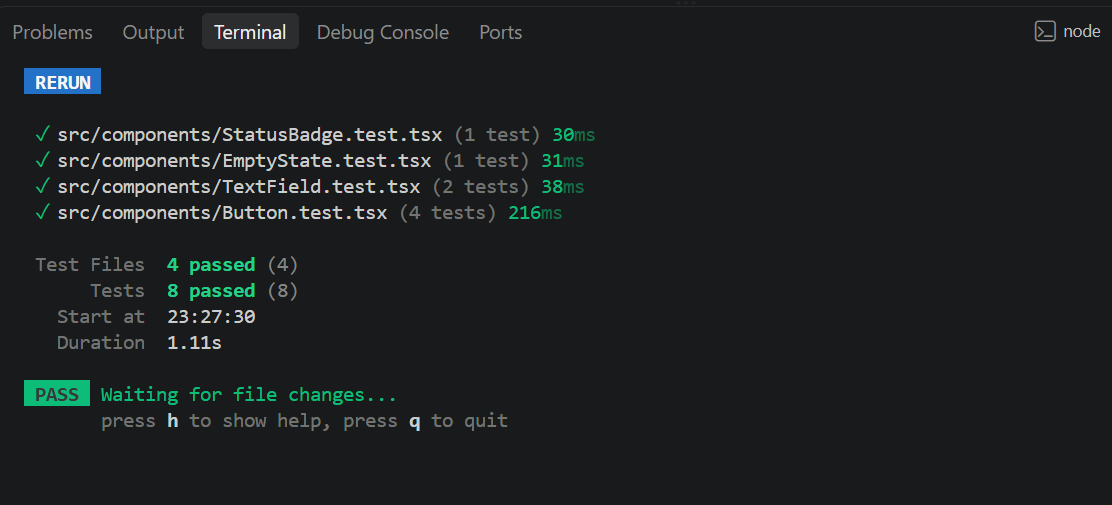 Problems Output Terminal Debug Console Ports node
RERUN
✓ src/components/StatusBadge.test.tsx (1 test) 30ms
✓ src/components/EmptyState.test.tsx (1 test) 31ms
✓ src/components/TextField.test.tsx (2 tests) 38ms
✓ src/components/Button.test.tsx (4 tests) 216ms
Test Files 4 passed (4)
Tests 8 passed (8)
Start at 23:27:30
Duration 1.11s
PASS Waiting for file changes...
press h to show help, press q to quit